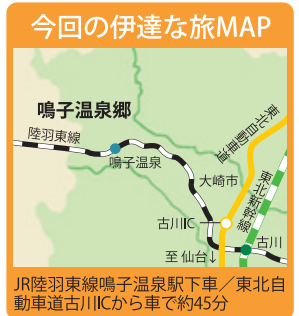 今回の伊達な旅MAP
鳴子温泉郷
陸羽東線
鳴子温泉
東北自動車道
大崎市
東北新幹線
古川IC
古川
至 仙台↓
JR陸羽東線鳴子温泉駅下車／東北自
動車道古川ICから車で約45分